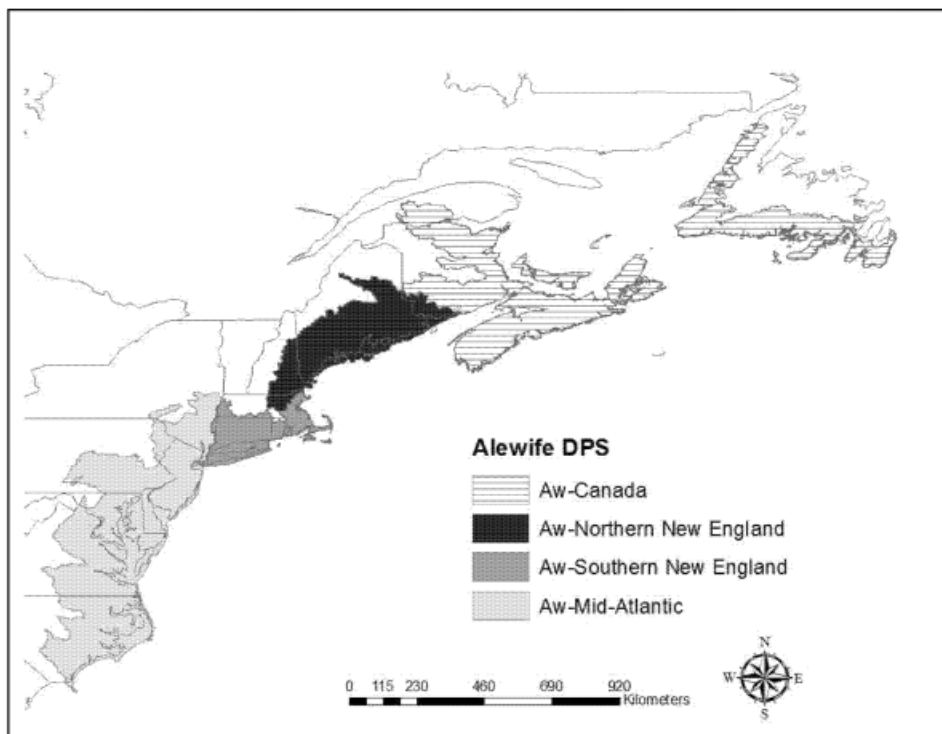 Alewife DPS
Aw-Canada
Aw-Northern New England
Aw-Southern New England
Aw-Mid-Atlantic
N
W E
S
0 115 230 460 690 920
Kilometers